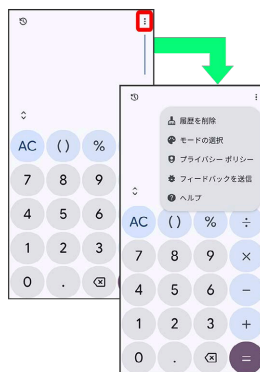 AC () %
7 8 9
4 5 6
1 2 3
0 .
履歴を削除
モードの選択
プライバシー ポリシー
フィードバックを送信
ヘルプ
AC () % ÷
7 8 9 ×
4 5 6 −
1 2 3 +
0 . =